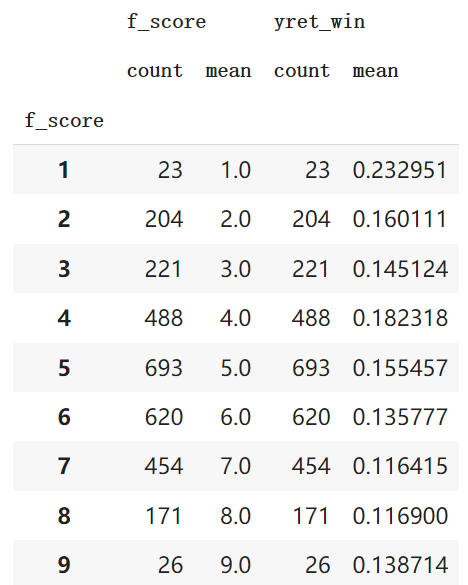 f_score yret_win
count mean count mean
f_score
1 23 1.0 23 0.232951
2 204 2.0 204 0.160111
3 221 3.0 221 0.145124
4 488 4.0 488 0.182318
5 693 5.0 693 0.155457
6 620 6.0 620 0.135777
7 454 7.0 454 0.116415
8 171 8.0 171 0.116900
9 26 9.0 26 0.138714